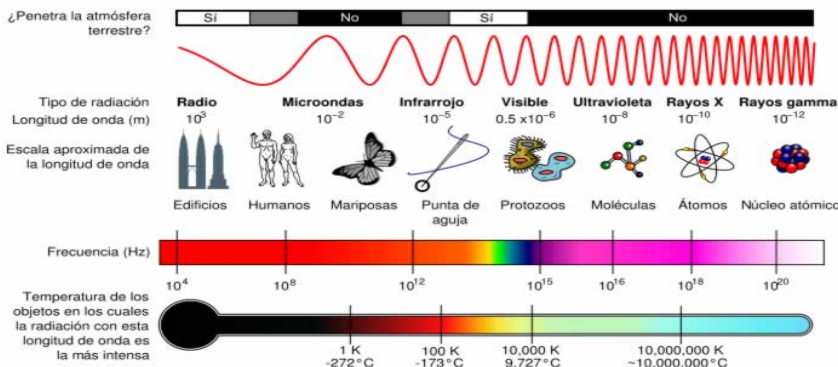 ¿Penetra la atmósfera
terrestre?
Sí No Sí No
Tipo de radiación Radio Microondas Infrarrojo Visible Ultravioleta Rayos X Rayos gamma
Longitud de onda (m) 10³ 10⁻² 10⁻⁵ 0.5 x10⁻⁶ 10⁻⁸ 10⁻¹⁰ 10⁻¹²
Escala aproximada de
la longitud de onda
Edificios Humanos Mariposas Punta de
aguja Protozoos Moléculas Átomos Núcleo atómico
Frecuencia (Hz)
10⁴ 10⁸ 10¹² 10¹⁵ 10¹⁶ 10¹⁸ 10²⁰
Temperatura de los
objetos en los cuales
la radiación con esta
longitud de onda es
la más intensa
1 K 100 K 10,000 K 10,000,000 K
-272°C -173°C 9.727°C ~10.000.000°C